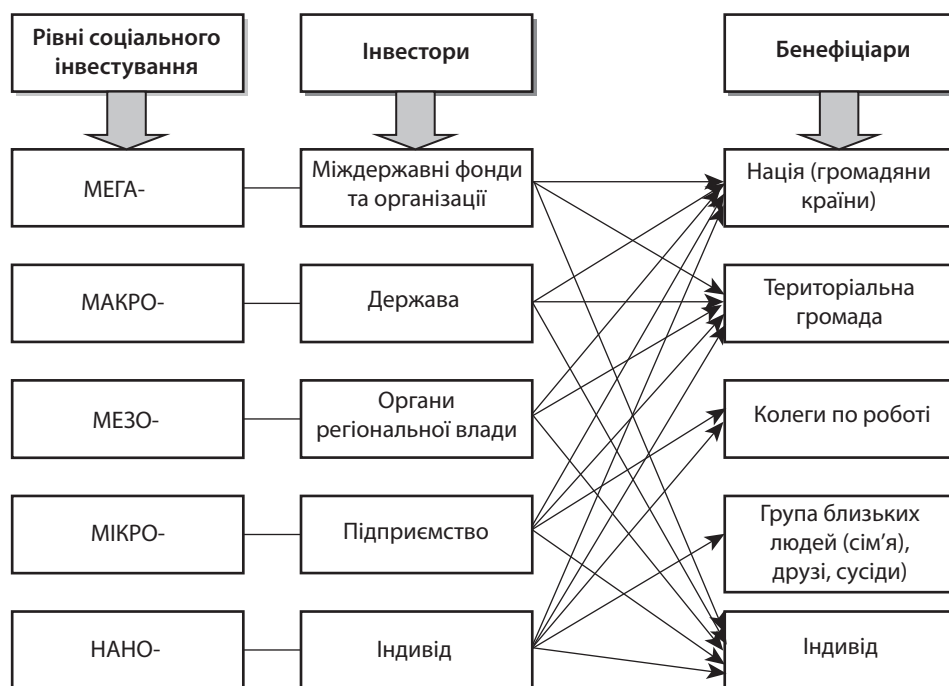 Рівні соціального
інвестування
Інвестори
Бенефіціари
МЕГА-
Міждержавні фонди
та організації
Нація (громадяни
країни)
МАКРО-
Держава
Територіальна
громада
МЕЗО-
Органи
регіональної влади
Колеги по роботі
МІКРО-
Підприємство
Група близьких
людей (сім’я),
друзі, сусіди)
НАНО-
Індивід
Індивід